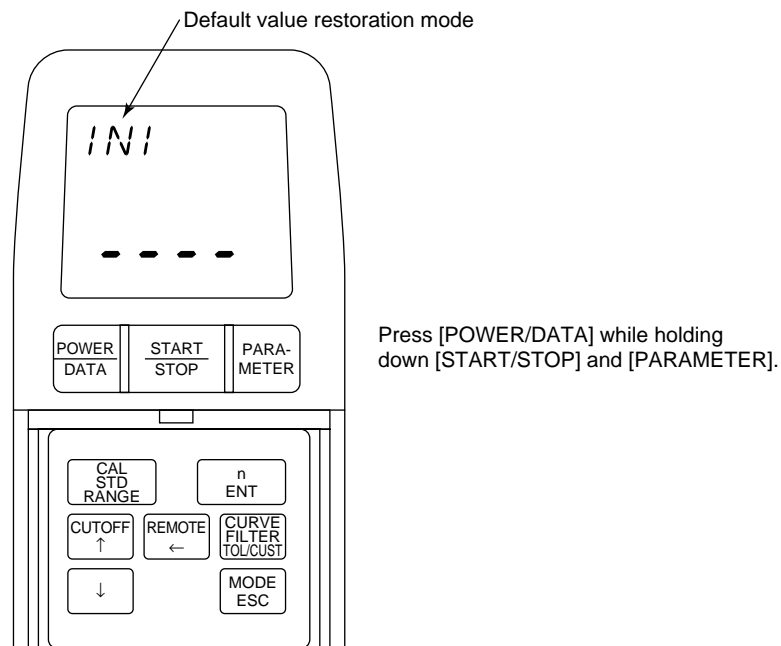 Default value restoration mode
INI
- - - -
POWER
DATA
START
STOP
PARA-
METER
Press [POWER/DATA] while holding
down [START/STOP] and [PARAMETER].
CAL
STD
RANGE
n
ENT
CUTOFF
↑
REMOTE
←
CURVE
FILTER
TOL/CUST
↓
MODE
ESC